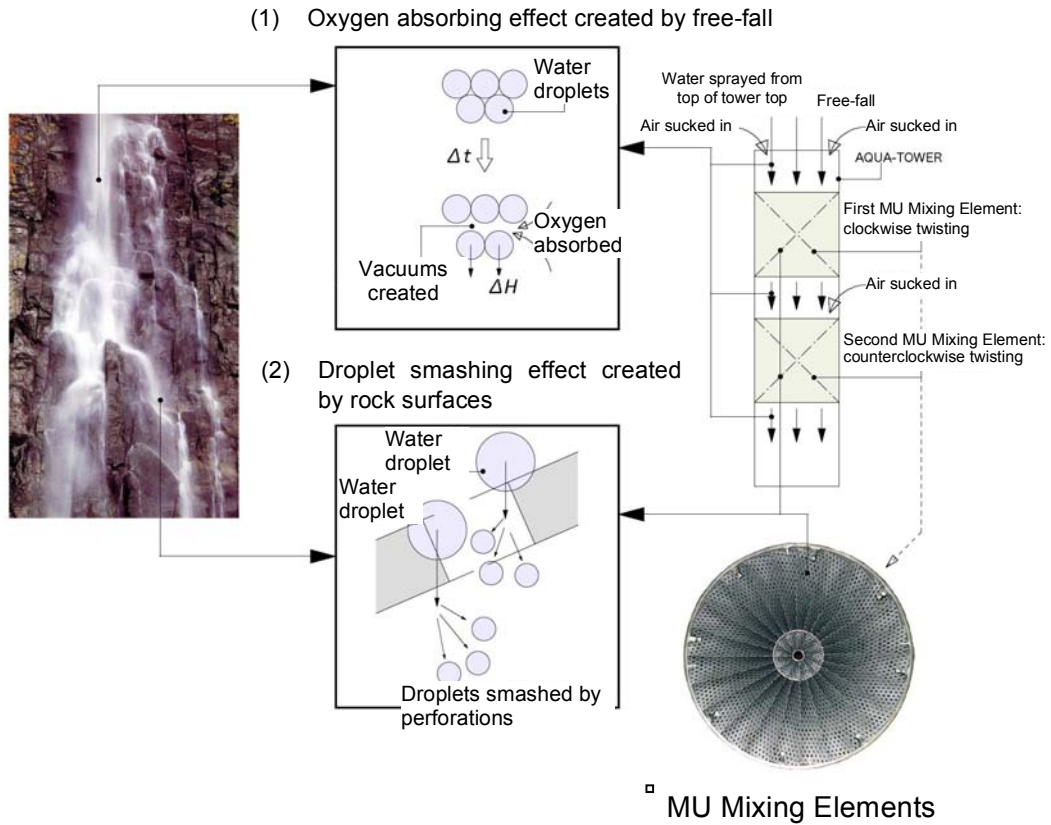 (1) Oxygen absorbing effect created by free-fall
Water
droplets
Δt
Oxygen
absorbed
Vacuums
created
ΔH
Water sprayed from
top of tower top
Free-fall
Air sucked in
Air sucked in
AQUA-TOWER
First MU Mixing Element:
clockwise twisting
Air sucked in
Second MU Mixing Element:
counterclockwise twisting
(2) Droplet smashing effect created
by rock surfaces
Water
droplet
Water
droplet
Droplets smashed by
perforations
MU Mixing Elements